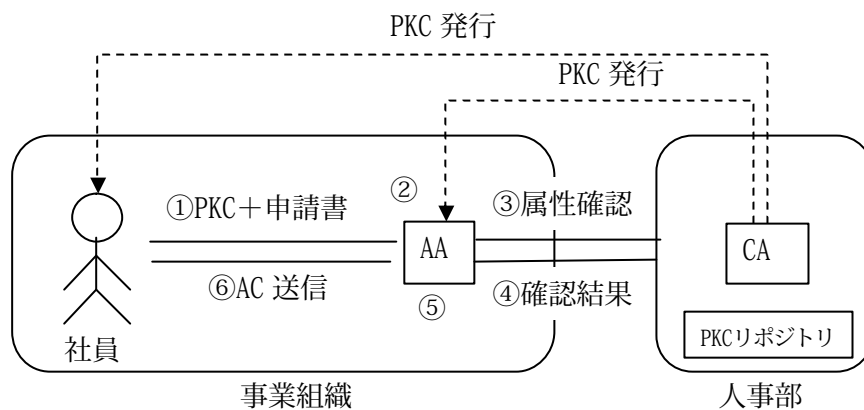 PKC 発行
PKC 発行
②
①PKC＋申請書
③属性確認
AA
CA
⑥AC 送信
⑤
④確認結果
社員
PKCリポジトリ
事業組織
人事部